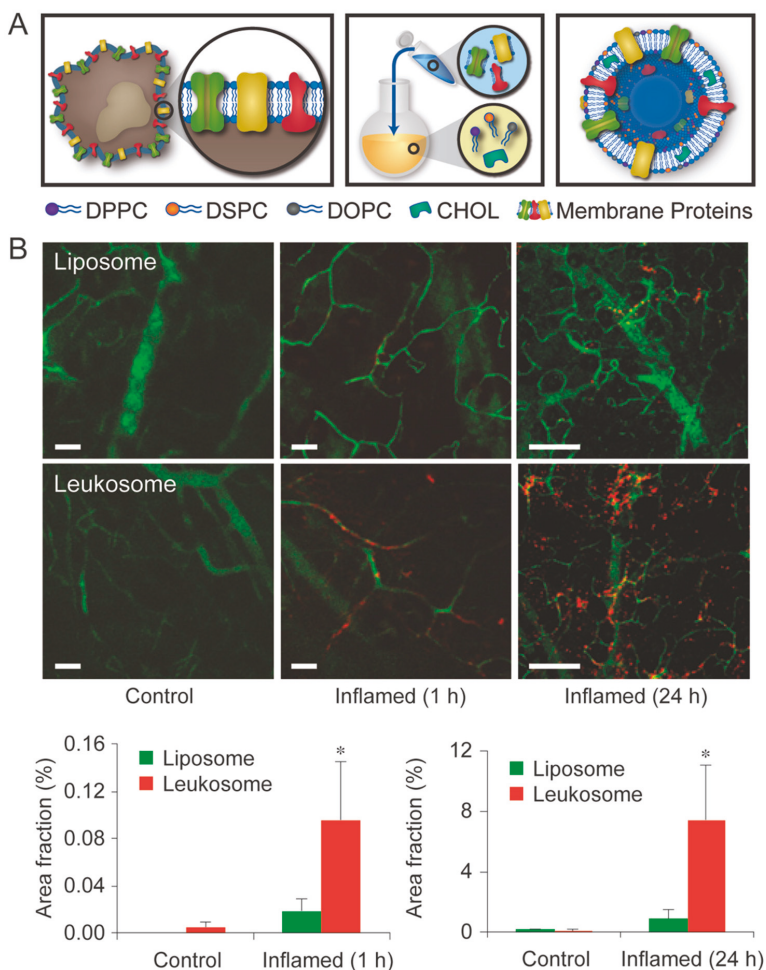 A
DPPC DSPC DOPC CHOL Membrane Proteins
B
Liposome
Leukosome
Control Inflamed (1 h) Inflamed (24 h)
Area fraction (%)
0.16
0.12
0.08
0.04
0.00
Liposome
Leukosome
*
Control Inflamed (1 h)
Area fraction (%)
12
8
4
0
Liposome
Leukosome
*
Control Inflamed (24 h)